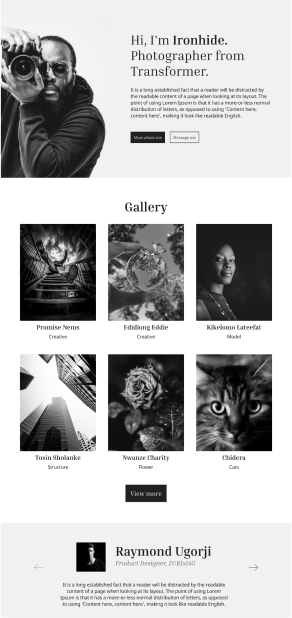 Hi, I'm Ironhide.
Photographer from
Transformer.
It is a long established fact that a reader will be distracted by
the readable content of a page when looking at its layout. The
point of using Lorem Ipsum is that it has a more-or-less normal
distribution of letters, as opposed to using 'Content here,
content here', making it look like readable English.
More about me
Message me
Gallery
Promise Nems
Creative
Edidiong Eddie
Creative
Kikelomo Lateefat
Model
Tosin Sholanke
Structure
Nwanze Charity
Flower
Chidera
Cats
View more
Raymond Ugorji
Product Designer, ZURIx I4G
It is a long established fact that a reader will be distracted by the readable
content of a page when looking at its layout. The point of using Lorem
Ipsum is that it has a more-or-less normal distribution of letters, as opposed
to using 'Content here, content here', making it look like readable English.